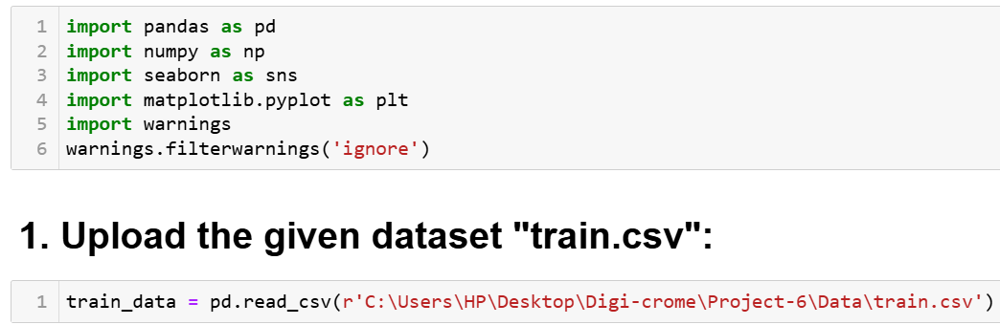 1 import pandas as pd
2 import numpy as np
3 import seaborn as sns
4 import matplotlib.pyplot as plt
5 import warnings
6 warnings.filterwarnings('ignore')
1. Upload the given dataset "train.csv":
1 train_data = pd.read_csv(r'C:\Users\HP\Desktop\Digi-crome\Project-6\Data\train.csv')